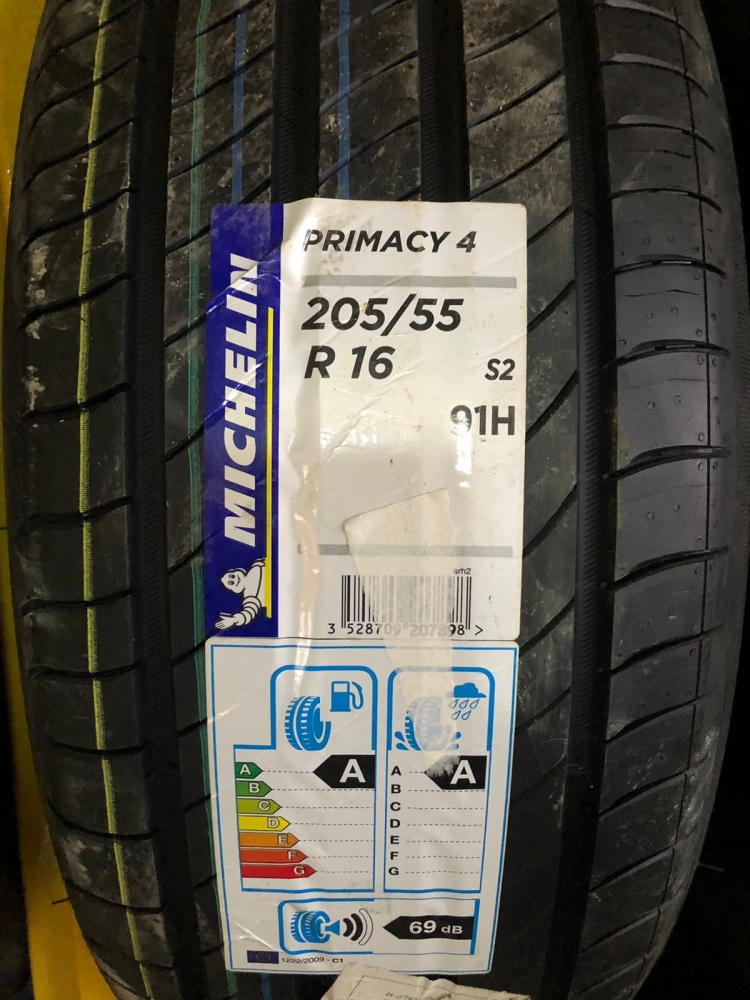 MICHELIN
PRIMACY 4
205/55
R 16 S2
91H
3 528709 207898 >
A A
A A
B B
C C
D D
E E
F F
G G
69 dB
1222/2009 - C1